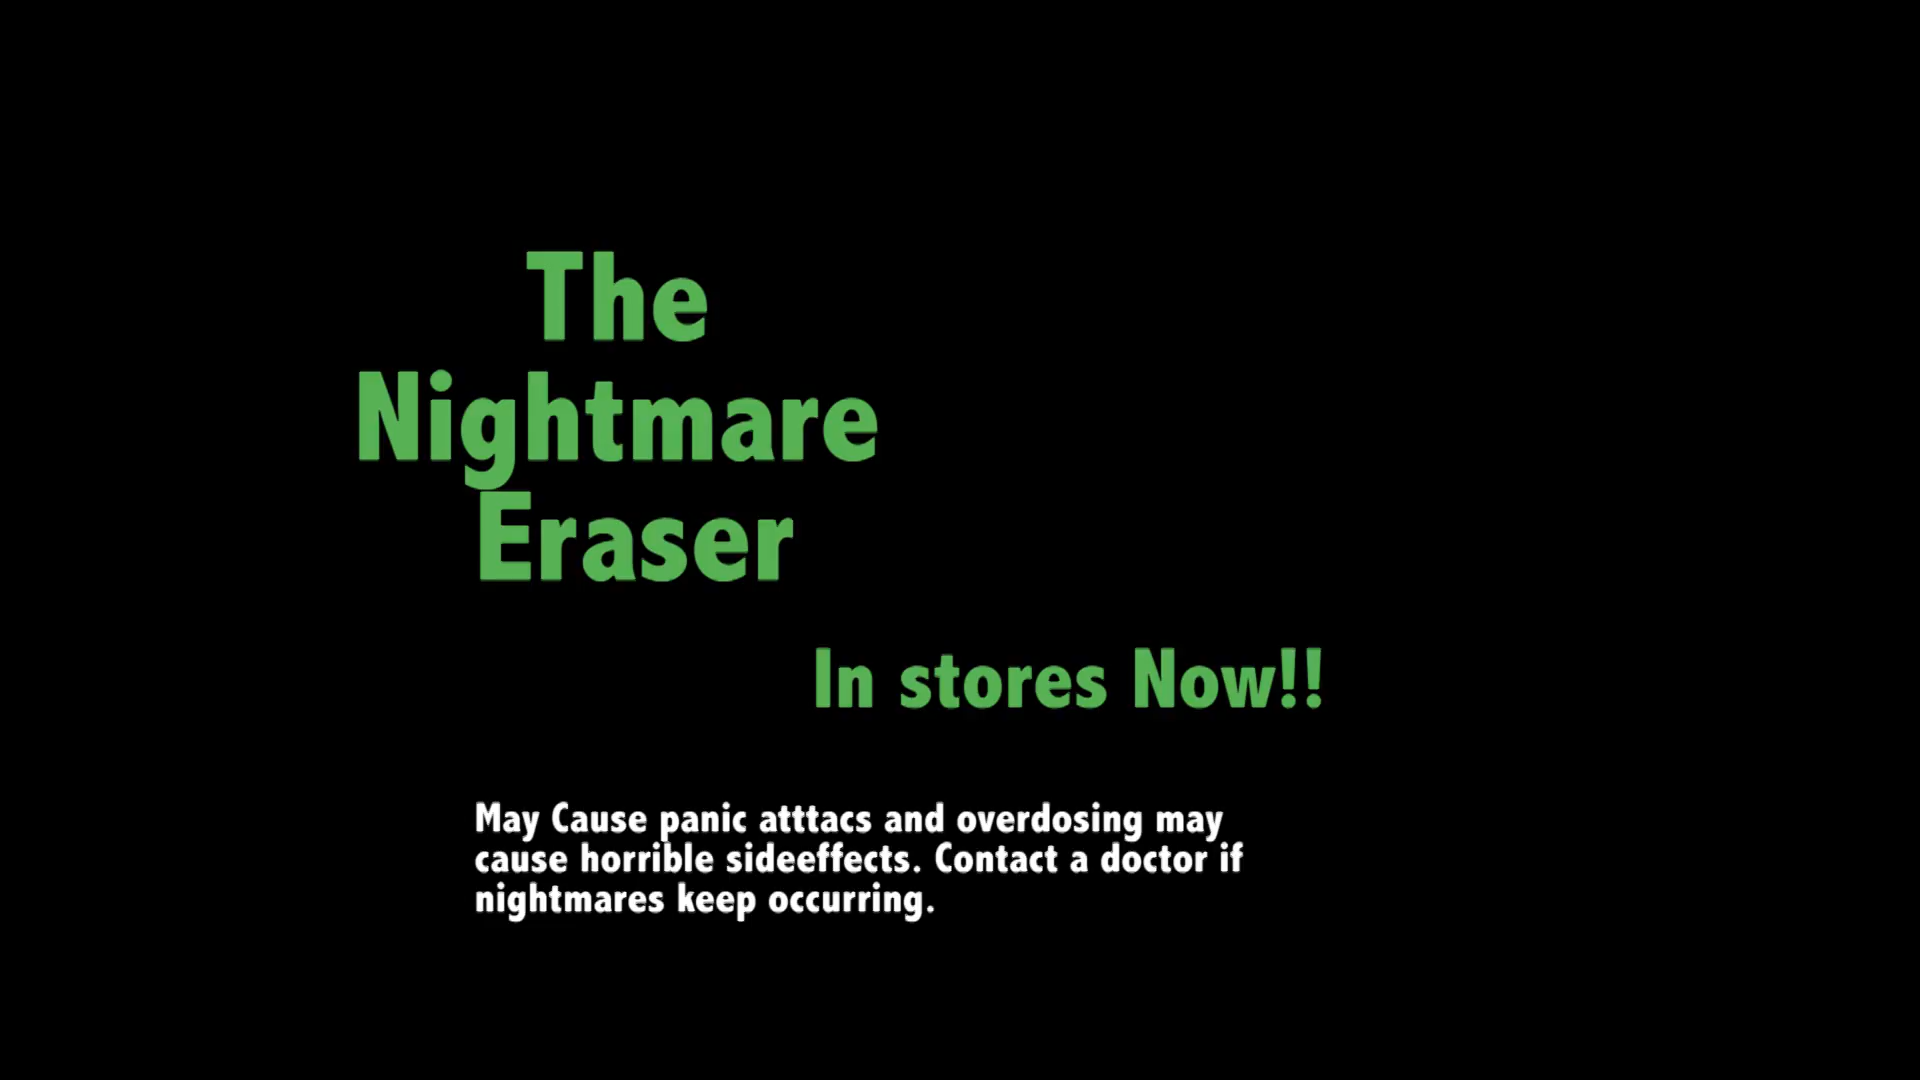 The
Nightmare
Eraser
In stores Now!!
May Cause panic atttacs and overdosing may
cause horrible sideeffects. Contact a doctor if
nightmares keep occurring.